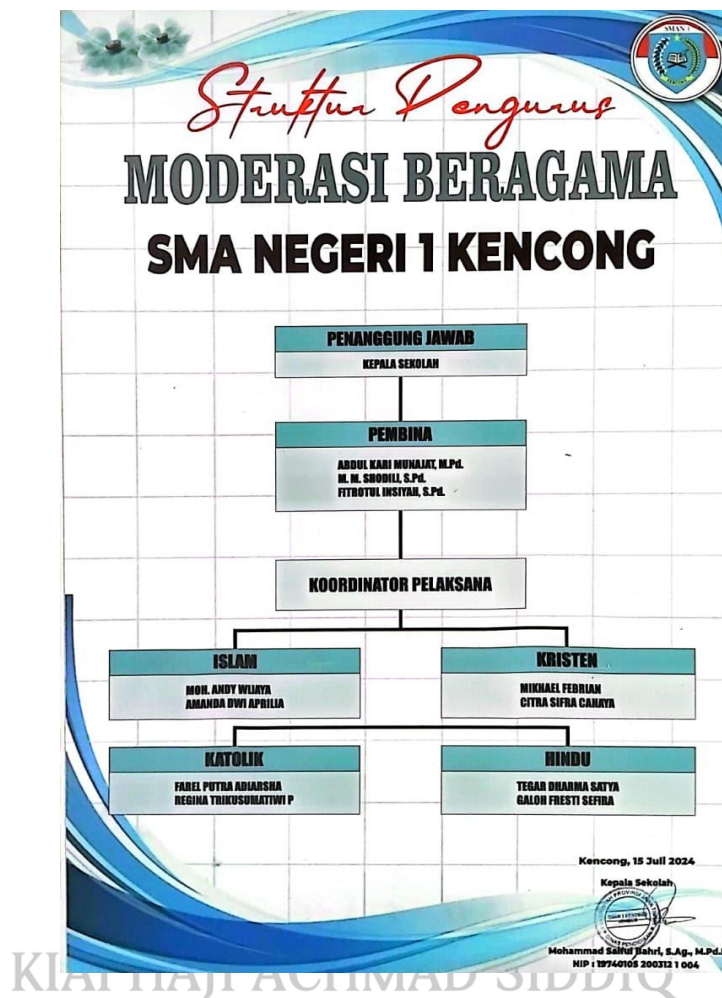 SMAN 1
Struktur Pengurus
MODERASI BERAGAMA
SMA NEGERI 1 KENCONG
PENANGGUNG JAWAB
KEPALA SEKOLAH
PEMBINA
ABDUL KARI MUNAJAT, M.Pd.
M. M. SHODILI, S.Pd.
FITROTUL INSIYAH, S.Pd.
KOORDINATOR PELAKSANA
ISLAM
MOH. ANDY WIJAYA
AMANDA DWI APRILIA
KRISTEN
MIKHAEL FEBRIAN
CITRA SIFRA CAHAYA
KATOLIK
FAREL PUTRA ADIARSHA
REGINA TRIKUSUMATIWI P
HINDU
TEGAR DHARMA SATYA
GALOH FRESTI SEFIRA
Kencong, 15 Juli 2024
Kepala Sekolah
Mohammad Saiful Bahri, S.Ag., M.Pd.
NIP : 19740105 200312 1 004
KIAI HAJI ACHMAD SIDDIQ